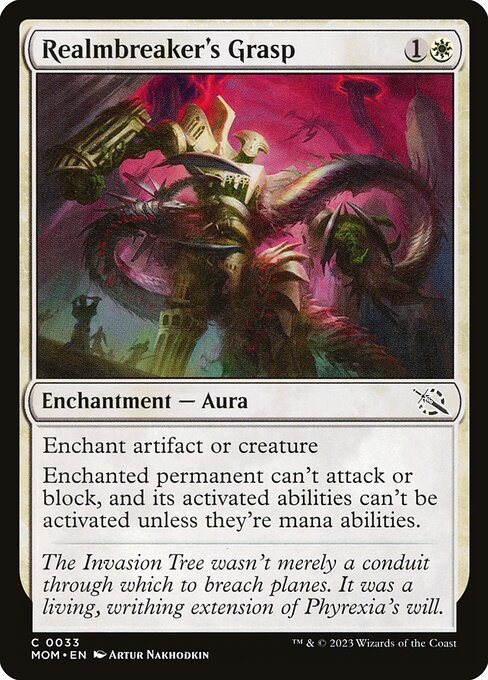 Realmbreaker's Grasp 1
Enchantment — Aura
Enchant artifact or creature
Enchanted permanent can't attack or
block, and its activated abilities can't be
activated unless they're mana abilities.
The Invasion Tree wasn't merely a conduit
through which to breach planes. It was a
living, writhing extension of Phyrexia's will.
C 0033
MOM • EN Artur Nakhodkin
™ & © 2023 Wizards of the Coast